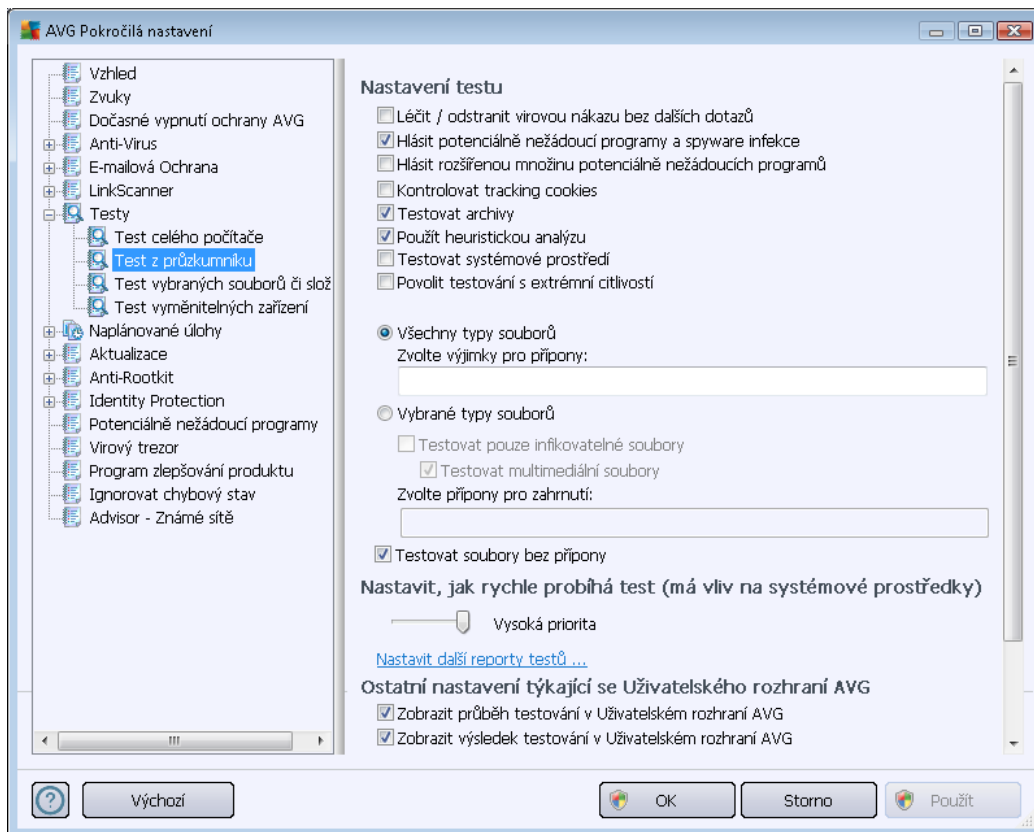 AVG Pokročilá nastavení
Vzhled
Zvuky
Dočasné vypnutí ochrany AVG
Anti-Virus
E-mailová Ochrana
LinkScanner
Testy
Test celého počítače
Test z průzkumníku
Test vybraných souborů či slož
Test vyměnitelných zařízení
Naplánované úlohy
Aktualizace
Anti-Rootkit
Identity Protection
Potenciálně nežádoucí programy
Virový trezor
Program zlepšování produktu
Ignorovat chybový stav
Advisor - Známé sítě
Nastavení testu
Léčit / odstranit virovou nákazu bez dalších dotazů
Hlásit potenciálně nežádoucí programy a spyware infekce
Hlásit rozšířenou množinu potenciálně nežádoucích programů
Kontrolovat tracking cookies
Testovat archivy
Použít heuristickou analýzu
Testovat systémové prostředí
Povolit testování s extrémní citlivostí
Všechny typy souborů
Zvolte výjimky pro přípony:
Vybrané typy souborů
Testovat pouze infikovatelné soubory
Testovat multimediální soubory
Zvolte přípony pro zahrnutí:
Testovat soubory bez přípony
Nastavit, jak rychle probíhá test (má vliv na systémové prostředky)
Vysoká priorita
Nastavit další reporty testů ...
Ostatní nastavení týkající se Uživatelského rozhraní AVG
Zobrazit průběh testování v Uživatelském rozhraní AVG
Zobrazit výsledek testování v Uživatelském rozhraní AVG
? Výchozí OK Storno Použít